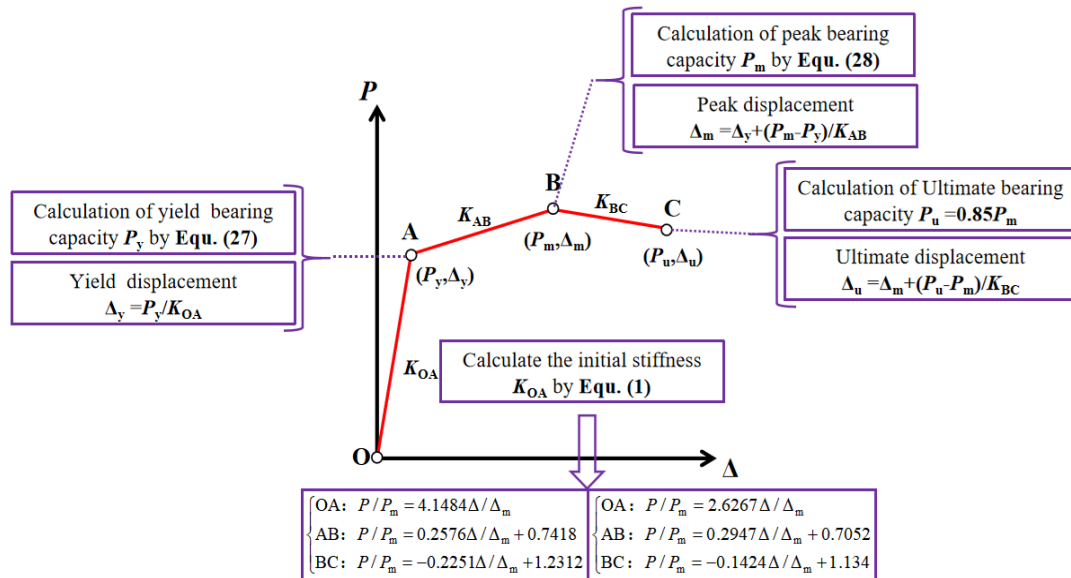 Calculation of peak bearing
capacity Pm by Equ. (28)
Peak displacement
Δm =Δy+(Pm-Py)/KAB
P
Calculation of Ultimate bearing
capacity Pu =0.85Pm
Ultimate displacement
Δu =Δm+(Pu-Pm)/KBC
Calculation of yield bearing
capacity Py by Equ. (27)
Yield displacement
Δy =Py/KOA
A
KAB
B
KBC
C
(Py,Δy)
(Pm,Δm)
(Pu,Δu)
KOA
Calculate the initial stiffness
KOA by Equ. (1)
O
Δ
OA: P/Pm = 4.1484Δ/Δm
AB: P/Pm = 0.2576Δ/Δm + 0.7418
BC: P/Pm = −0.2251Δ/Δm + 1.2312
OA: P/Pm = 2.6267Δ/Δm
AB: P/Pm = 0.2947Δ/Δm + 0.7052
BC: P/Pm = −0.1424Δ/Δm + 1.134